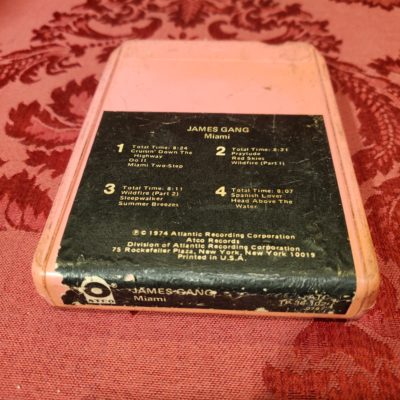 JAMES GANG
Miami
1 Total Time: 8:24
Cruisin' Down The
Highway
Do It
Miami Two-Step
2 Total Time: 8:21
Praylude
Red Skies
Wildfire (Part 1)
3 Total Time: 8:11
Wildfire (Part 2)
Sleepwalker
Summer Breezes
4 Total Time: 8:07
Spanish Lover
Head Above The
Water
℗ © 1974 Atlantic Recording Corporation
Atco Records
Division of Atlantic Recording Corporation
75 Rockefeller Plaza, New York, New York 10019
Printed in U.S.A.
ATCO
JAMES GANG
Miami